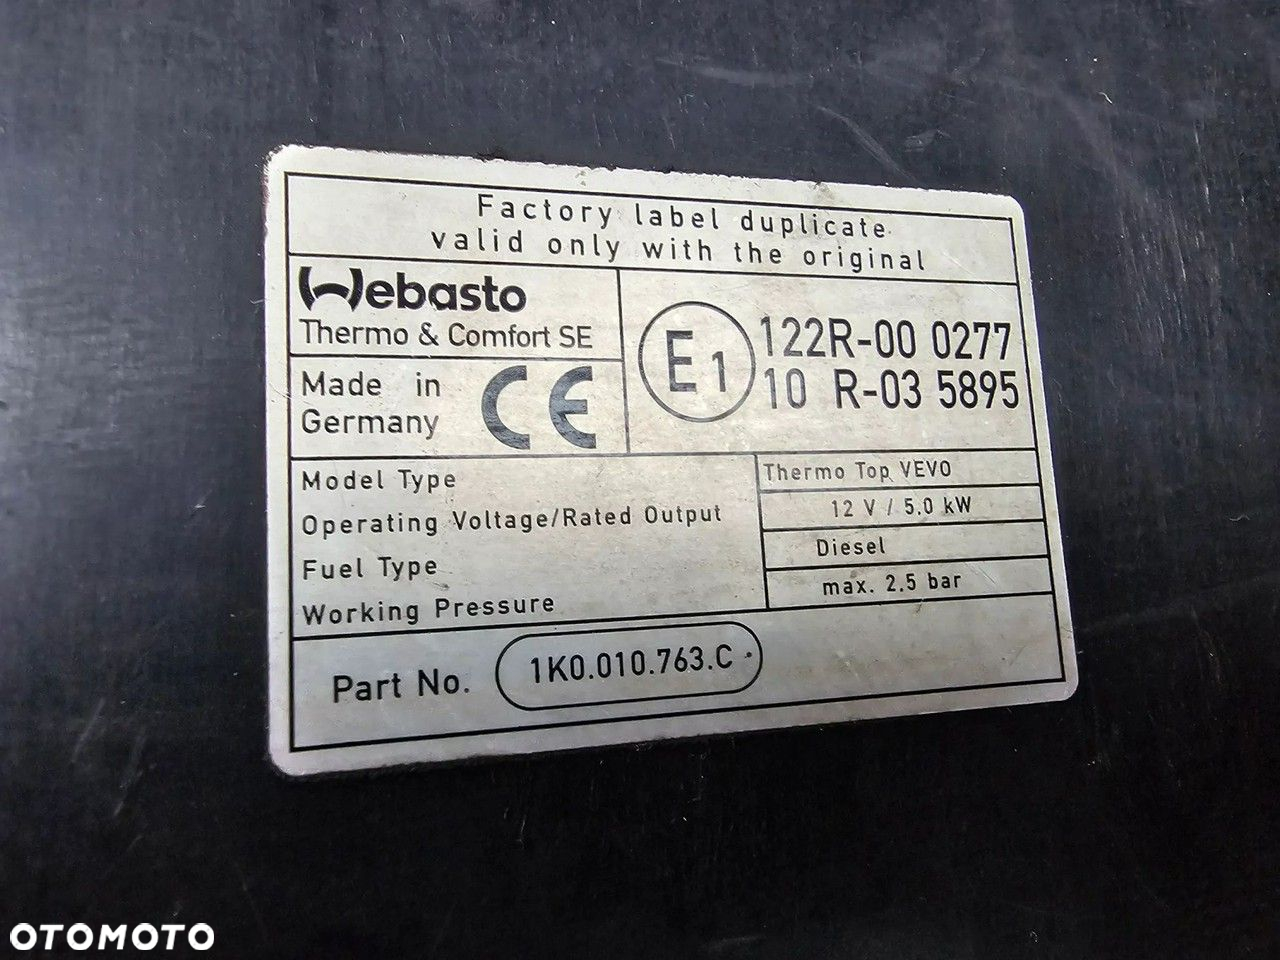 Factory label duplicate
valid only with the original
Webasto
Thermo & Comfort SE
Made in
Germany
CE
E1
122R-00 0277
10 R-03 5895
Model Type
Thermo Top VEVO
Operating Voltage/Rated Output
12 V / 5.0 kW
Fuel Type
Diesel
Working Pressure
max. 2.5 bar
Part No.
1K0.010.763.C
OTOMOTO